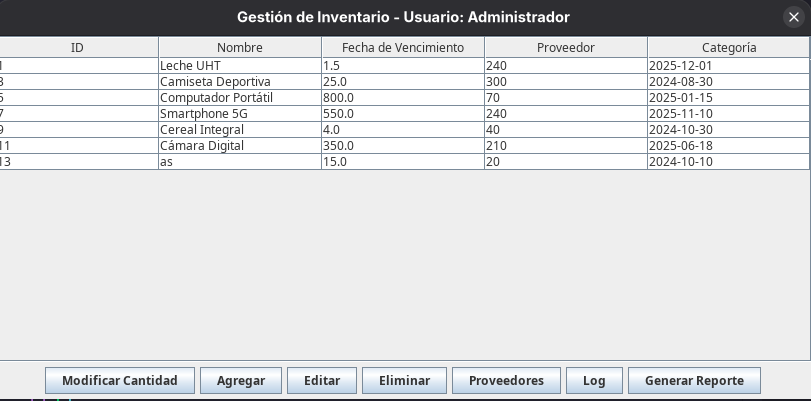 Gestión de Inventario - Usuario: Administrador
ID Nombre Fecha de Vencimiento Proveedor Categoría
1 Leche UHT 1.5 240 2025-12-01
3 Camiseta Deportiva 25.0 300 2024-08-30
Computador Portátil 800.0 70 2025-01-15
7 Smartphone 5G 550.0 240 2025-11-10
9 Cereal Integral 4.0 40 2024-10-30
11 Cámara Digital 350.0 210 2025-06-18
13 as 15.0 20 2024-10-10
Modificar Cantidad Agregar Editar Eliminar Proveedores Log Generar Reporte